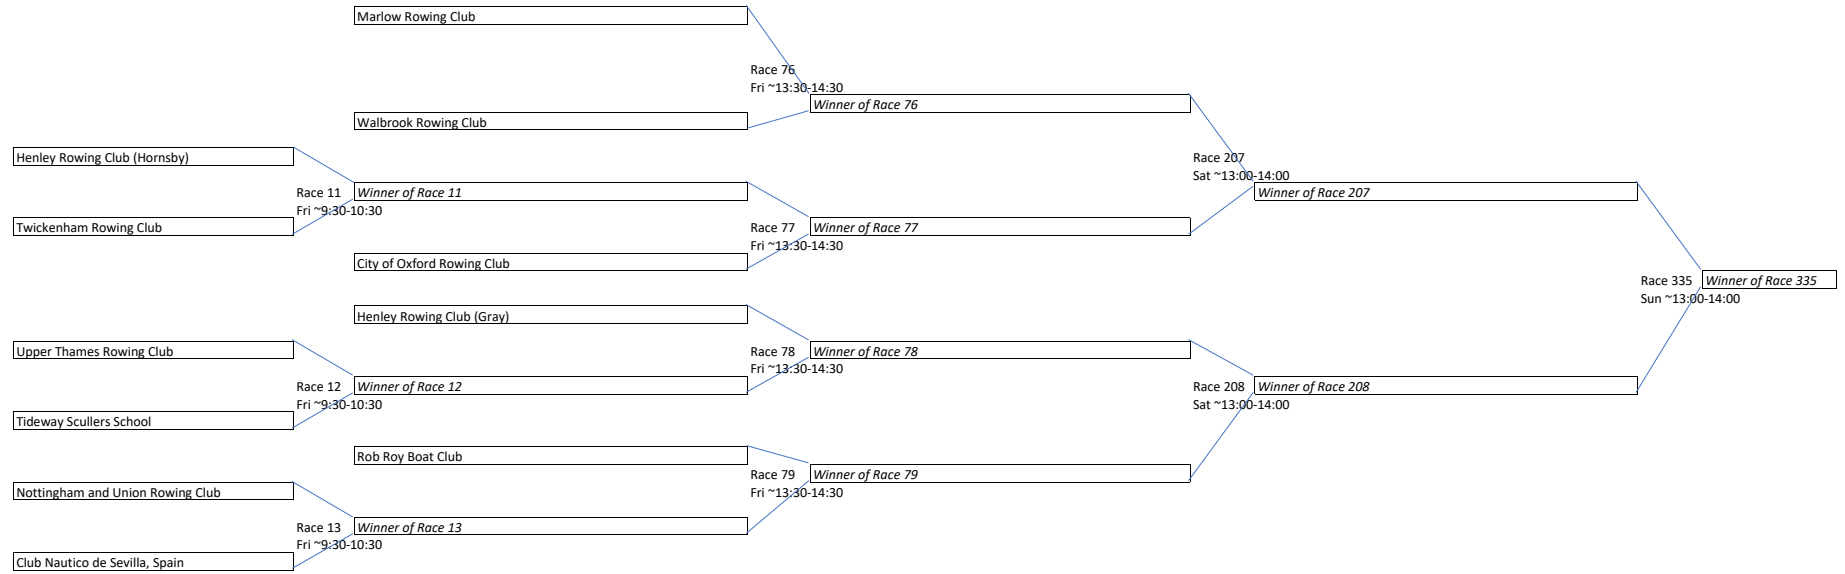 Marlow Rowing Club
Race 76
Fri ~13:30-14:30
Winner of Race 76
Walbrook Rowing Club
Henley Rowing Club (Hornsby)
Race 207
Sat ~13:00-14:00
Race 11
Winner of Race 11
Winner of Race 207
Fri ~9:30-10:30
Twickenham Rowing Club
Race 77
Winner of Race 77
Fri ~13:30-14:30
City of Oxford Rowing Club
Race 335
Winner of Race 335
Sun ~13:00-14:00
Henley Rowing Club (Gray)
Upper Thames Rowing Club
Race 78
Winner of Race 78
Fri ~13:30-14:30
Race 12
Winner of Race 12
Race 208
Winner of Race 208
Fri ~9:30-10:30
Sat ~13:00-14:00
Tideway Scullers School
Rob Roy Boat Club
Race 79
Winner of Race 79
Fri ~13:30-14:30
Nottingham and Union Rowing Club
Race 13
Winner of Race 13
Fri ~9:30-10:30
Club Nautico de Sevilla, Spain